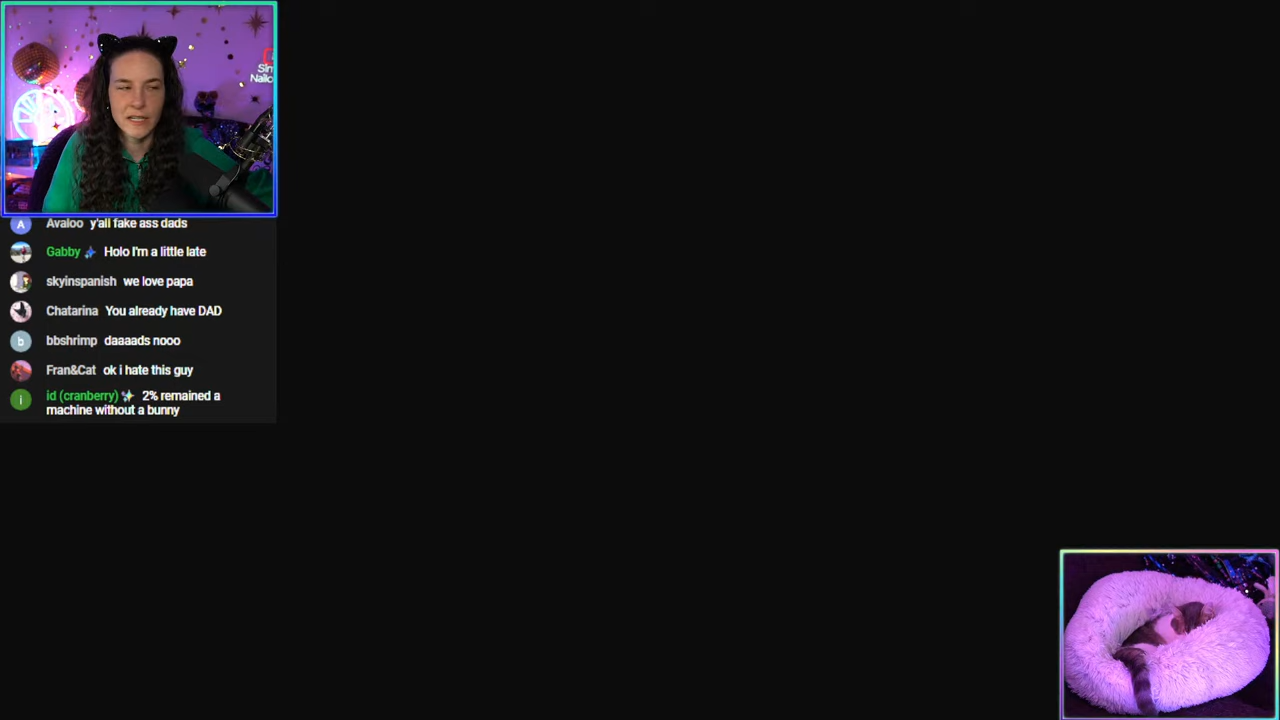 Avaloo y'all fake ass dads
Gabby Holo I'm a little late
skyinspanish we love papa
Chatarina You already have DAD
bbshrimp daaaads nooo
Fran&Cat ok i hate this guy
id (cranberry) 2% remained a
machine without a bunny